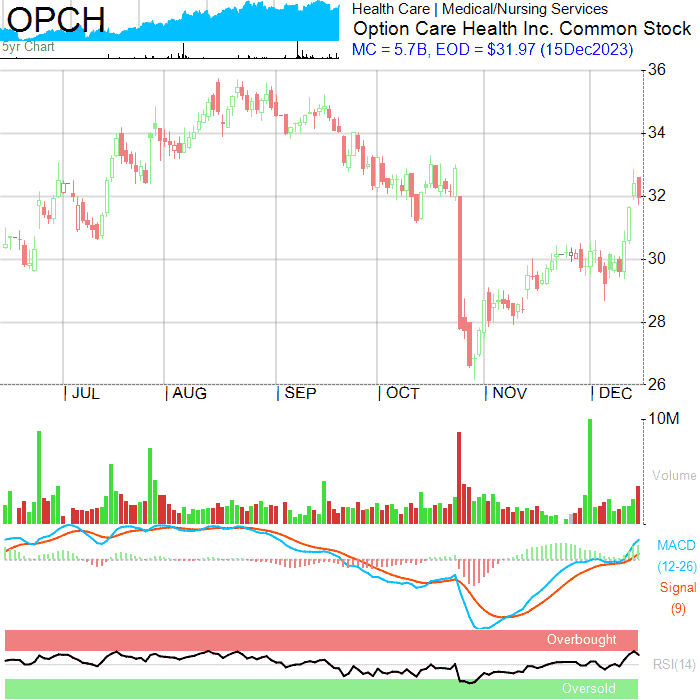 OPCH
5yr Chart
Health Care | Medical/Nursing Services
Option Care Health Inc. Common Stock
MC = 5.7B, EOD = $31.97 (15Dec2023)
36
34
32
30
28
26
| JUL | AUG | SEP | OCT | NOV | DEC
10M
Volume
MACD
(12-26)
Signal
(9)
Overbought
RSI(14)
Oversold